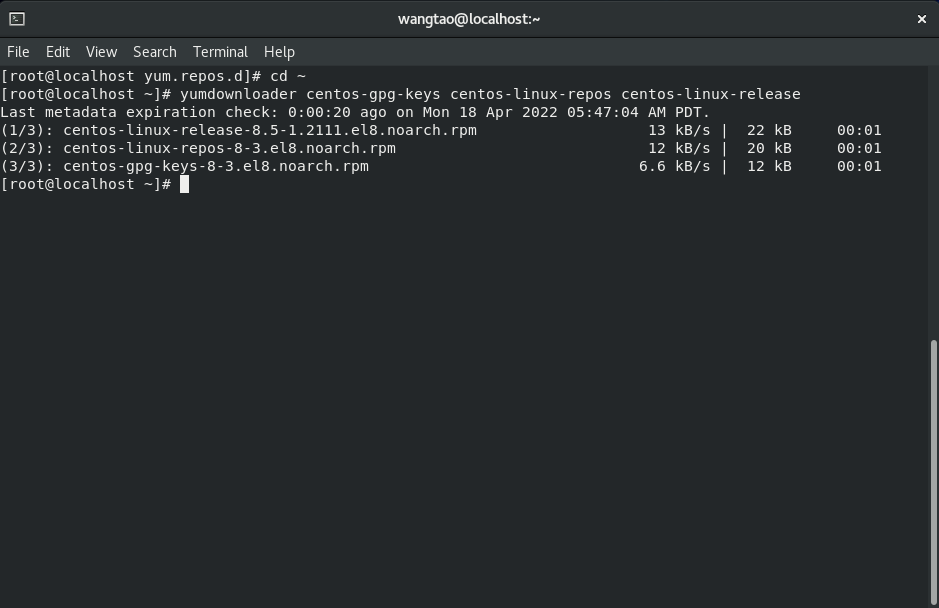 wangtao@localhost:~
File Edit View Search Terminal Help
[root@localhost yum.repos.d]# cd ~
[root@localhost ~]# yumdownloader centos-gpg-keys centos-linux-repos centos-linux-release
Last metadata expiration check: 0:00:20 ago on Mon 18 Apr 2022 05:47:04 AM PDT.
(1/3): centos-linux-release-8.5-1.2111.el8.noarch.rpm 13 kB/s | 22 kB 00:01
(2/3): centos-linux-repos-8-3.el8.noarch.rpm 12 kB/s | 20 kB 00:01
(3/3): centos-gpg-keys-8-3.el8.noarch.rpm 6.6 kB/s | 12 kB 00:01
[root@localhost ~]#